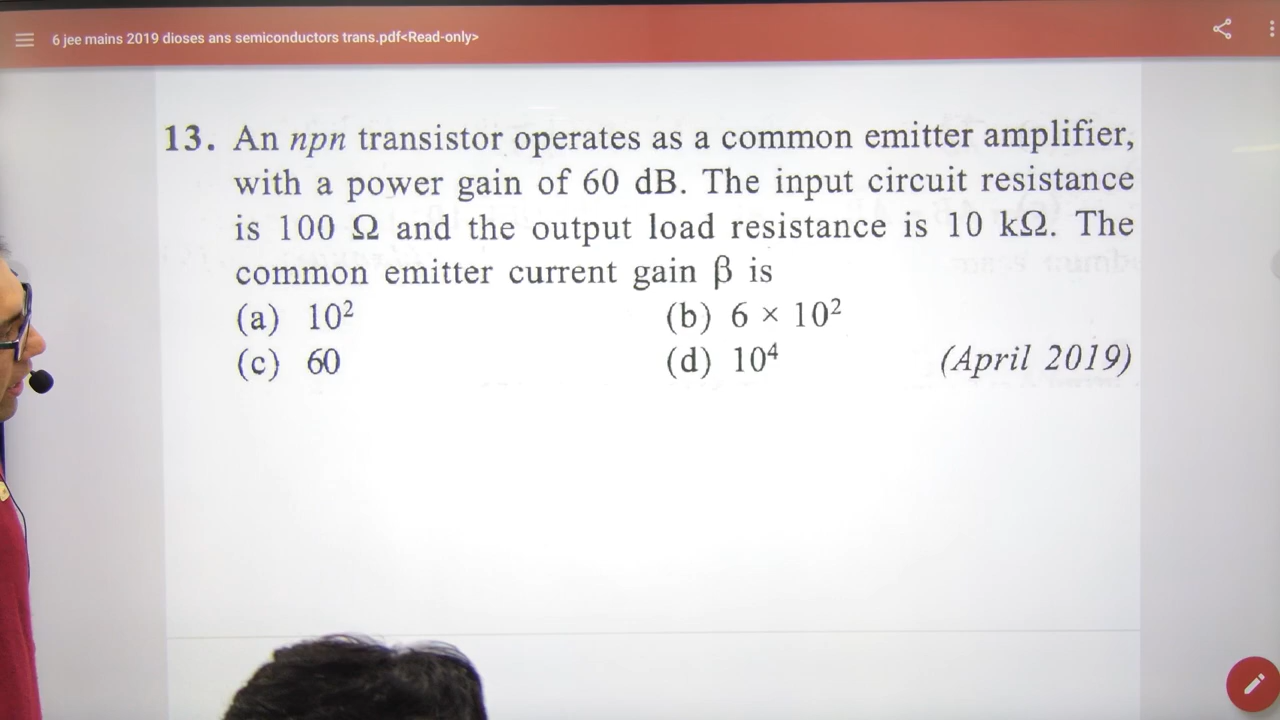 6 jee mains 2019 dioses ans semiconductors trans.pdf<Read-only>
13. An npn transistor operates as a common emitter amplifier,
with a power gain of 60 dB. The input circuit resistance
is 100 Ω and the output load resistance is 10 kΩ. The
common emitter current gain β is
(a) 10² (b) 6 × 10²
(c) 60 (d) 10⁴ (April 2019)